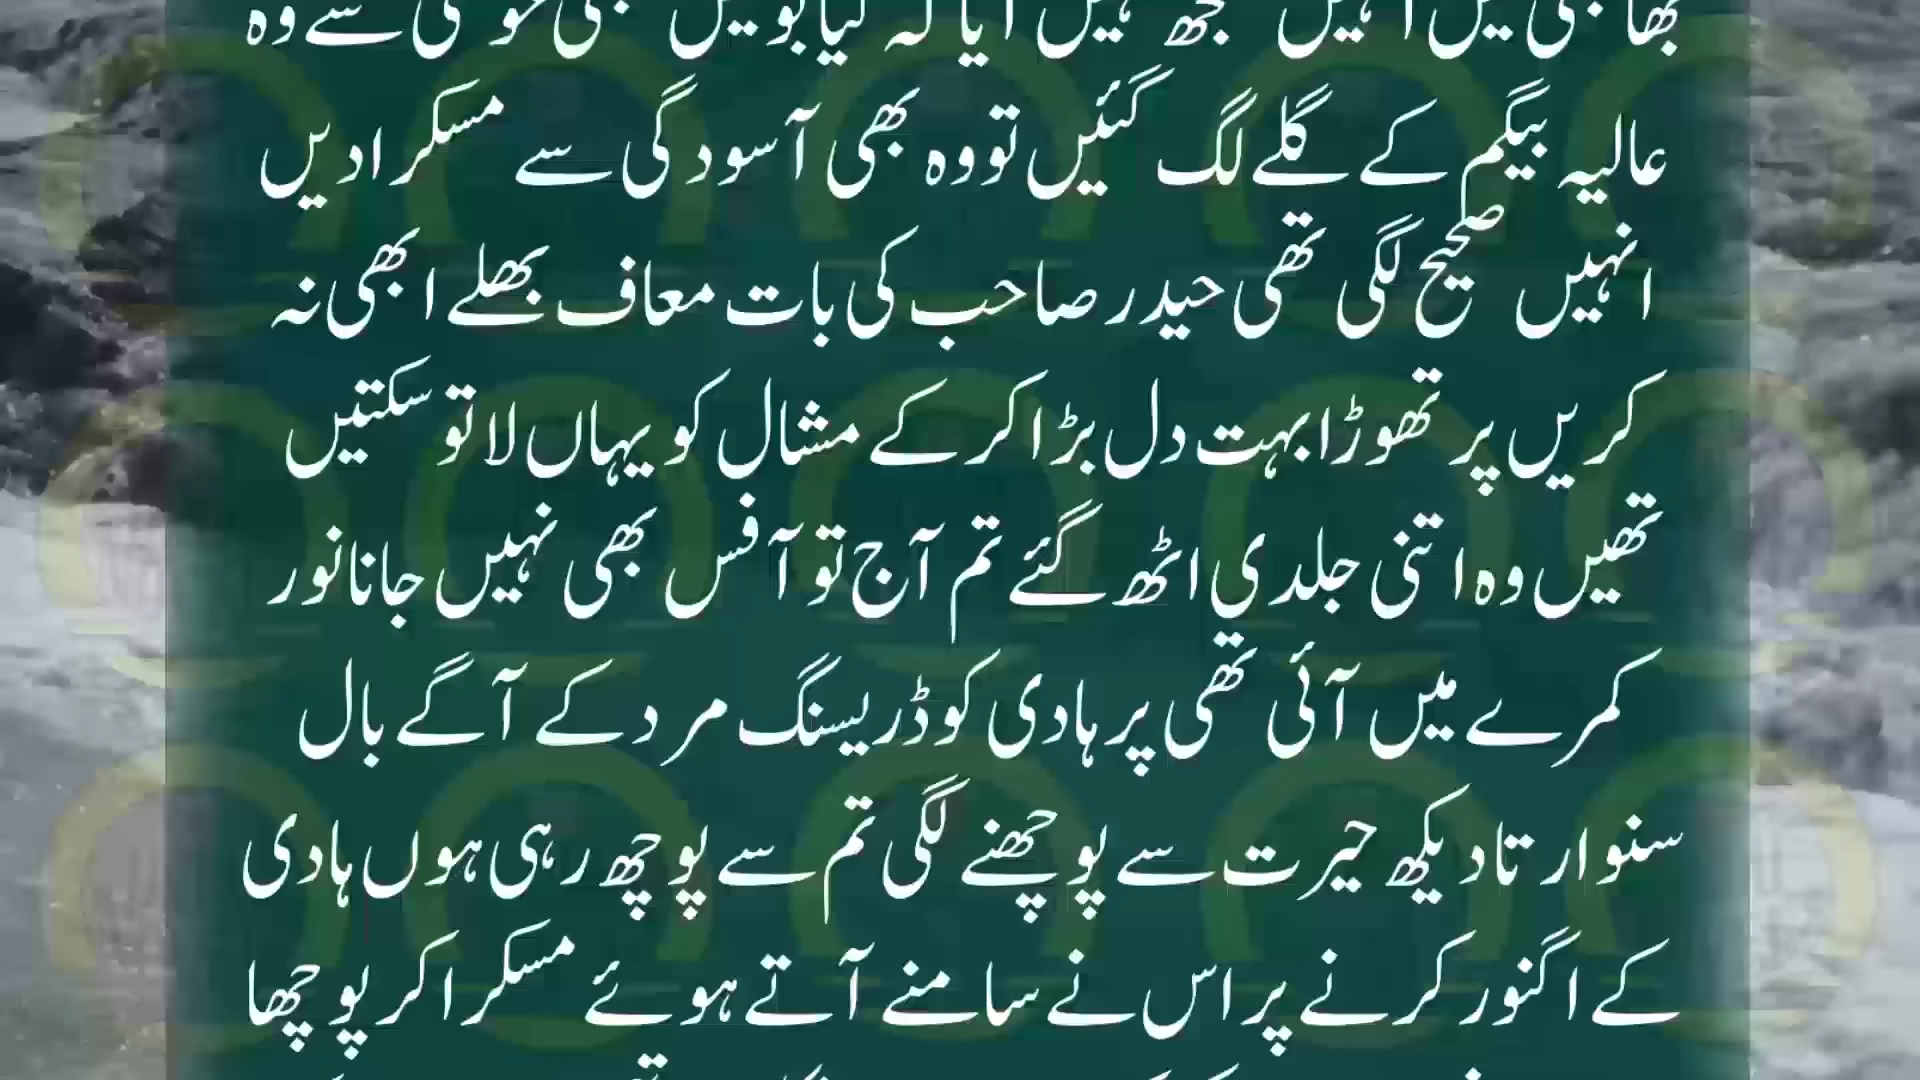 سے وہ
عالیہ بیگم کے گلے لگ گئیں تو وہ بھی آسودگی سے مسکرا دیں
انہیں صحیح لگی تھی حیدر صاحب کی بات معاف بھلے ابھی نہ
کریں پر تھوڑا بہت دل بڑا کر کے مشال کو یہاں لا تو سکتیں
تھیں وہ اتنی جلدی اٹھ گئے تم آج تو آفس بھی نہیں جانا نور
کمرے میں آئی تھی پر ہادی کو ڈریسنگ مرد کے آگے بال
سنوارتا دیکھ حیرت سے پوچھنے لگی تم سے پوچھ رہی ہوں ہادی
کے اگنور کرنے پر اس نے سامنے آتے ہوئے مسکرا کر پوچھا